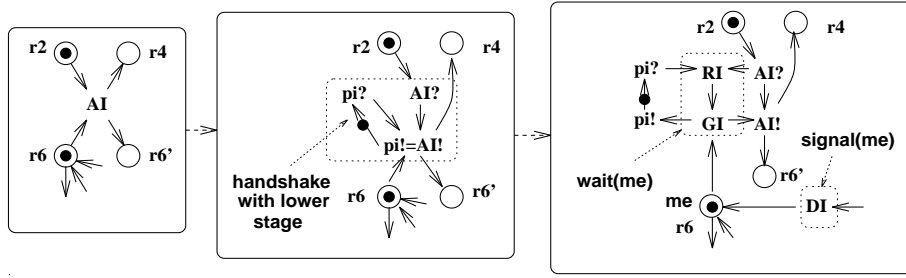 r2
r4
AI
r6
r6'
r2
r4
pi?
AI?
pi!=AI!
handshake
with lower
stage
r6
r6'
r2
r4
pi?
RI
AI?
pi!
GI
AI!
signal(me)
wait(me)
r6'
me
r6
DI